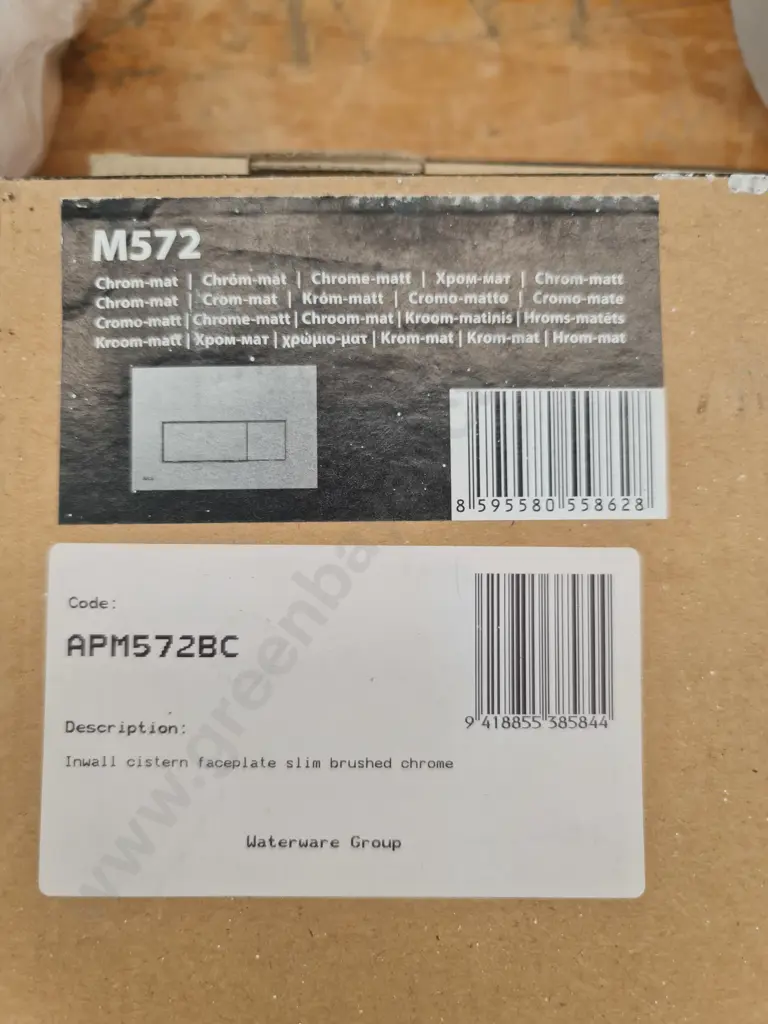 M572
Chrom-mat | Chróm-mat | Chrome-matt | Хром-мат | Chrom-matt
Chrom-mat | Crom-mat | Króm-matt | Cromo-matto | Cromo-mate
Cromo-matt | Chrome-matt | Chroom-mat | Kroom-matinis | Hroms-matēts
Kroom-matt | Хром-мат | χρώμιο-ματ | Krom-mat | Krom-mat | Hrom-mat
8 595580 558628
Code:
APM572BC
9 418855 385844
Description:
Inwall cistern faceplate slim brushed chrome
Waterware Group
www.greenba